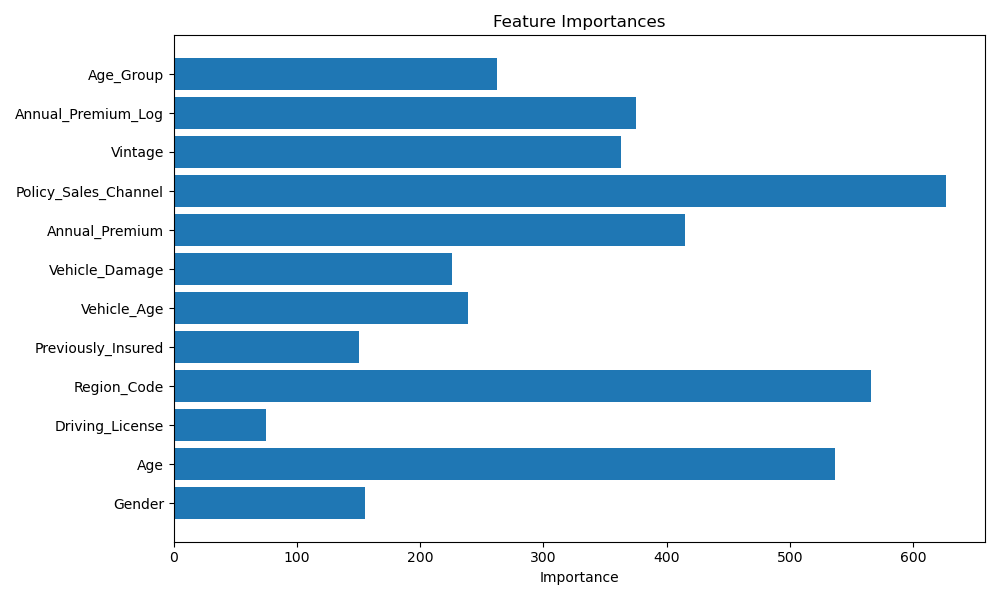 Feature Importances
Age_Group
Annual_Premium_Log
Vintage
Policy_Sales_Channel
Annual_Premium
Vehicle_Damage
Vehicle_Age
Previously_Insured
Region_Code
Driving_License
Age
Gender
0 100 200 300 400 500 600
Importance